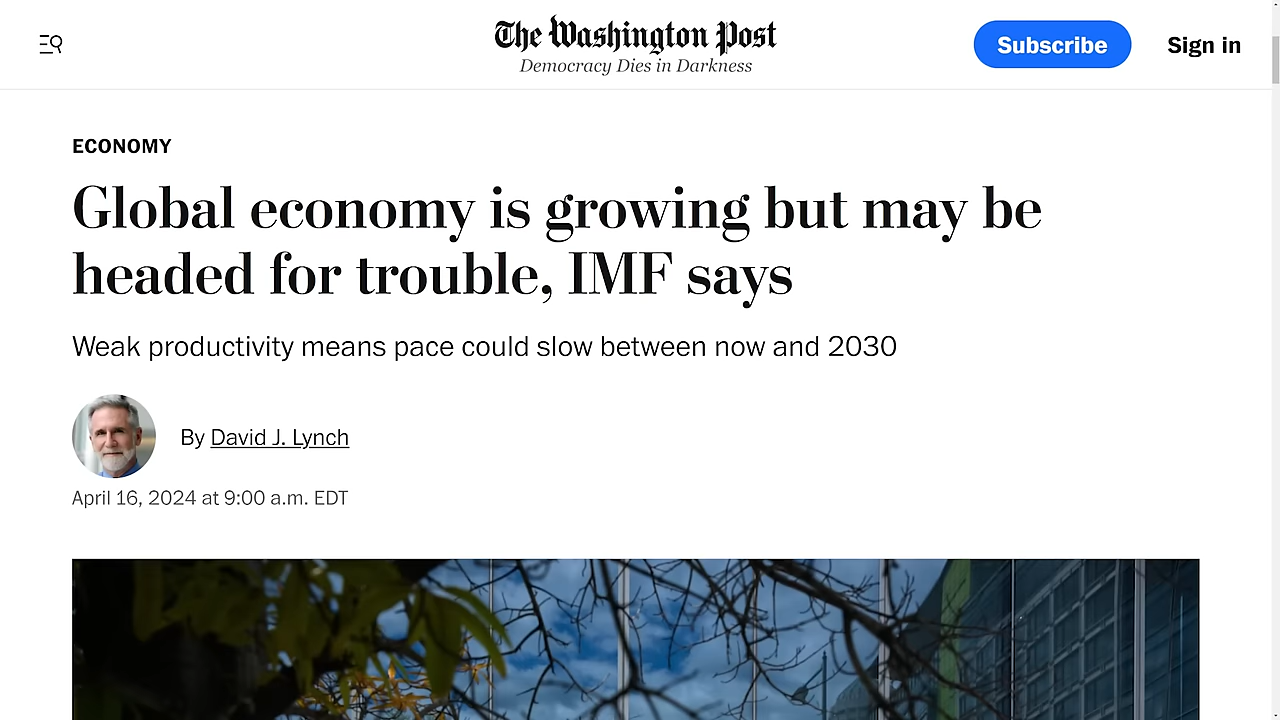 The Washington Post
Democracy Dies in Darkness
Subscribe
Sign in
ECONOMY
Global economy is growing but may be
headed for trouble, IMF says
Weak productivity means pace could slow between now and 2030
By David J. Lynch
April 16, 2024 at 9:00 a.m. EDT